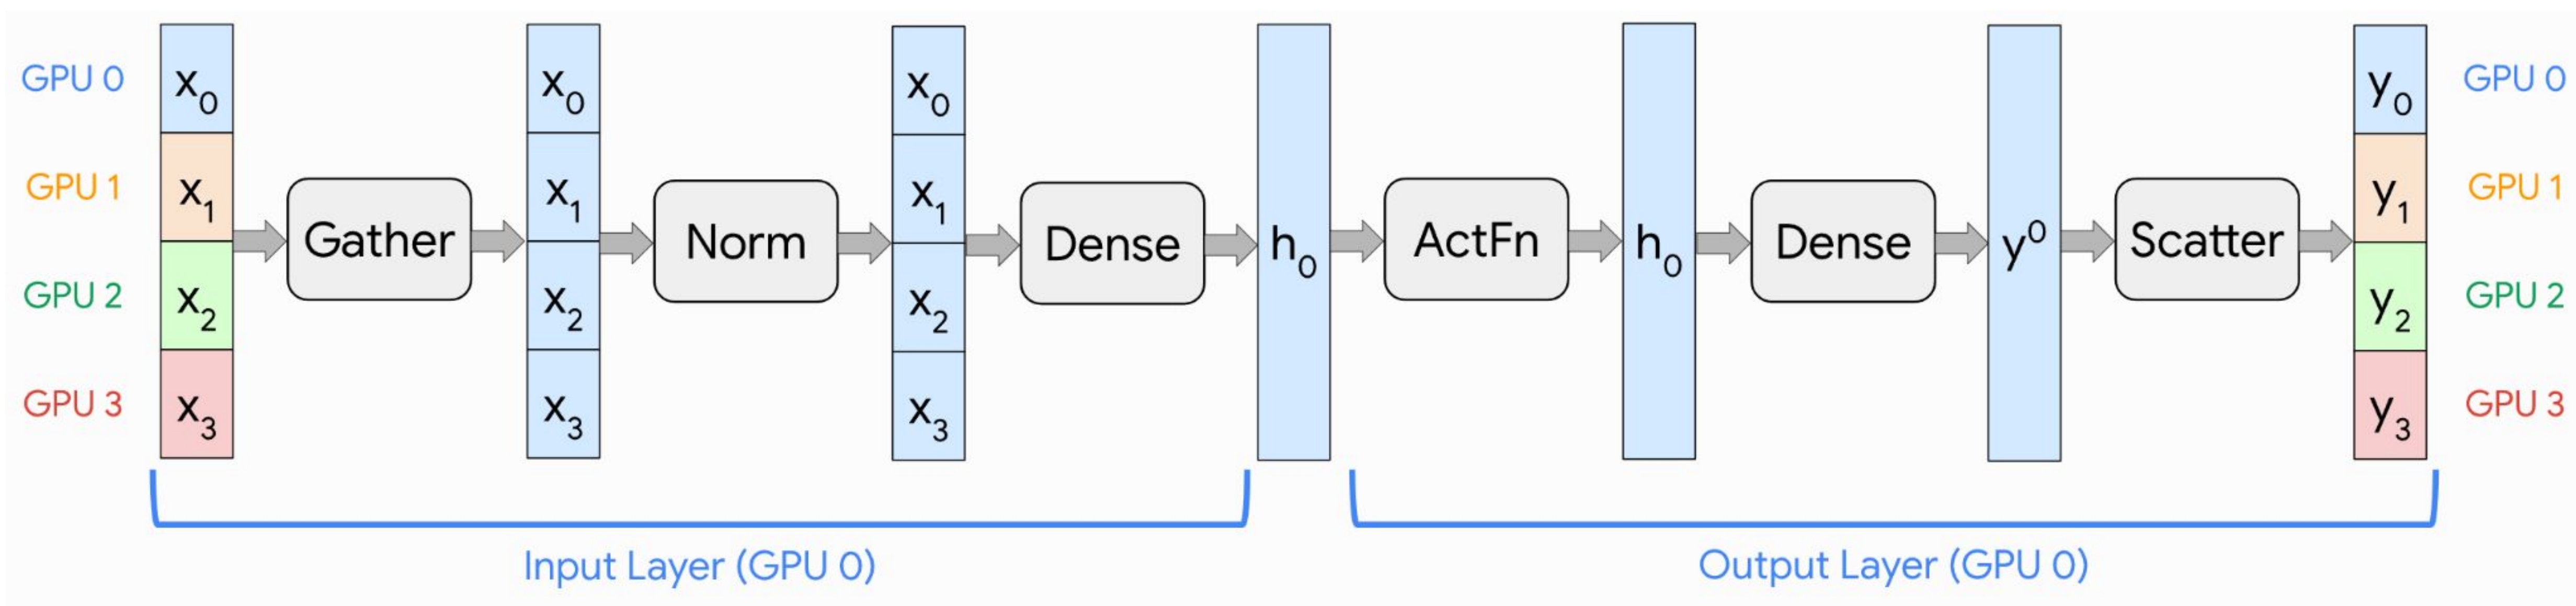 GPU 0
GPU 1
GPU 2
GPU 3
x0
x1
x2
x3
Gather
x0
x1
x2
x3
Norm
x0
x1
x2
x3
Dense
h0
ActFn
h0
Dense
y0
Scatter
y0
y1
y2
y3
GPU 0
GPU 1
GPU 2
GPU 3
Input Layer (GPU 0)
Output Layer (GPU 0)